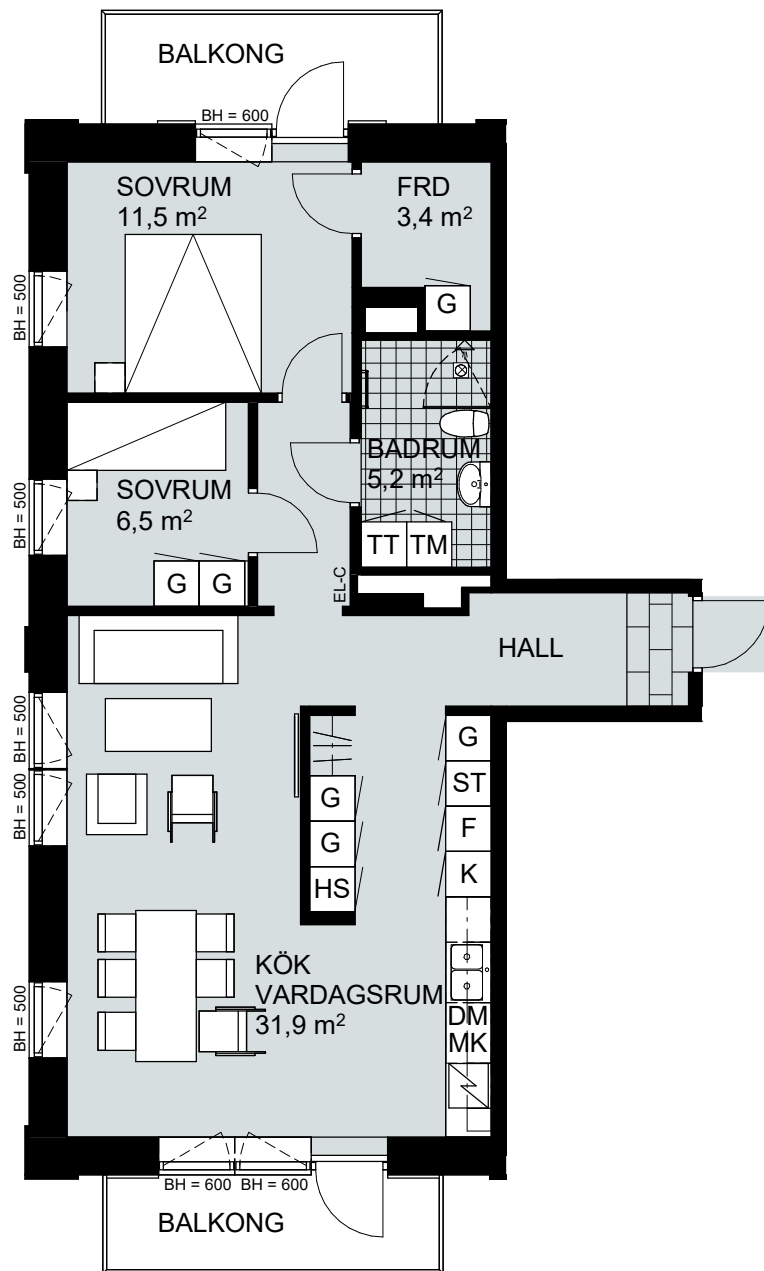 BALKONG
BH = 600
SOVRUM
11,5 m²
FRD
3,4 m²
BH = 500
G
BADRUM
5,2 m²
SOVRUM
6,5 m²
BH = 500
TT
TM
G
G
EL-C
HALL
BH = 500
BH = 500
G
ST
F
K
G
G
HS
KÖK
VARDAGSRUM
31,9 m²
DM
MK
BH = 500
BH = 600
BH = 600
BALKONG